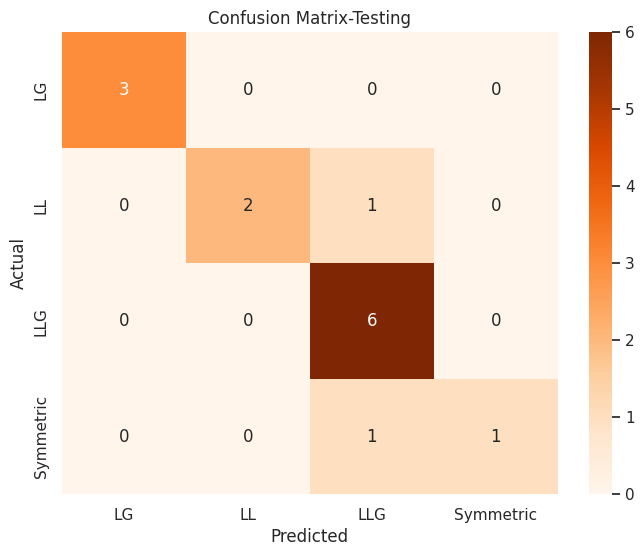 Confusion Matrix-Testing
LG 3 0 0 0
LL 0 2 1 0
LLG 0 0 6 0
Symmetric 0 0 1 1
Actual
LG LL LLG Symmetric
Predicted
6
5
4
3
2
1
0